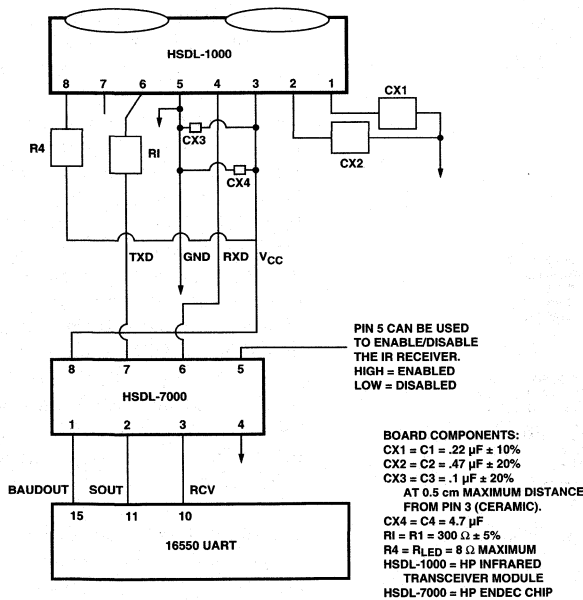 HSDL-1000
8 7 6 5 4 3 2 1
CX1
R4
RI
CX3
CX2
CX4
TXD GND RXD VCC
PIN 5 CAN BE USED
TO ENABLE/DISABLE
THE IR RECEIVER.
HIGH = ENABLED
LOW = DISABLED
8 7 6 5
HSDL-7000
1 2 3 4
BAUDOUT SOUT RCV
15 11 10
16550 UART
BOARD COMPONENTS:
CX1 = C1 = .22 µF ± 10%
CX2 = C2 = .47 µF ± 20%
CX3 = C3 = .1 µF ± 20%
AT 0.5 cm MAXIMUM DISTANCE
FROM PIN 3 (CERAMIC).
CX4 = C4 = 4.7 µF
RI = R1 = 300 Ω ± 5%
R4 = RLED = 8 Ω MAXIMUM
HSDL-1000 = HP INFRARED
TRANSCEIVER MODULE
HSDL-7000 = HP ENDEC CHIP